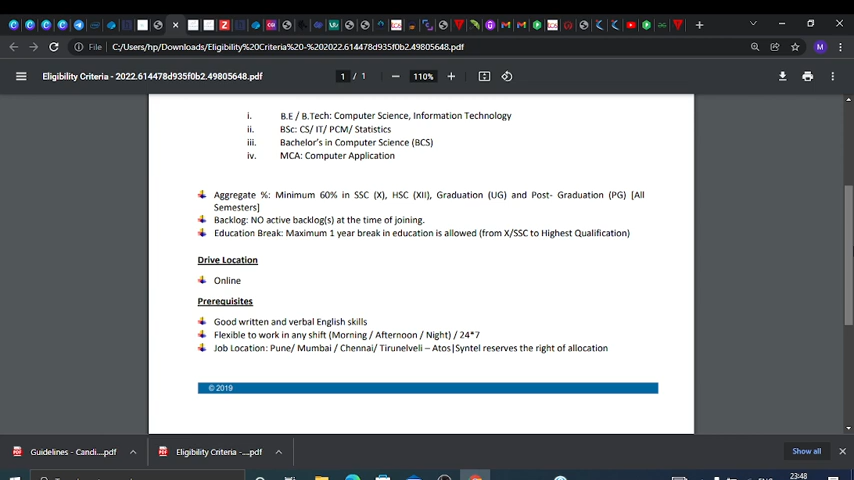 File
C:/Users/hp/Downloads/Eligibility%20Criteria%20-%202022.614478d935f0b2.49805648.pdf
M
Eligibility Criteria - 2022.614478d935f0b2.49805648.pdf
1 / 1
110%
i. B.E / B.Tech: Computer Science, Information Technology
ii. BSc: CS/ IT/ PCM/ Statistics
iii. Bachelor's in Computer Science (BCS)
iv. MCA: Computer Application
Aggregate %: Minimum 60% in SSC (X), HSC (XII), Graduation (UG) and Post- Graduation (PG) [All
Semesters]
Backlog: NO active backlog(s) at the time of joining.
Education Break: Maximum 1 year break in education is allowed (from X/SSC to Highest Qualification)
Drive Location
Online
Prerequisites
Good written and verbal English skills
Flexible to work in any shift (Morning / Afternoon / Night) / 24*7
Job Location: Pune/ Mumbai / Chennai/ Tirunelveli – Atos|Syntel reserves the right of allocation
© 2019
Guidelines - Candi....pdf
Eligibility Criteria -....pdf
Show all
23:48